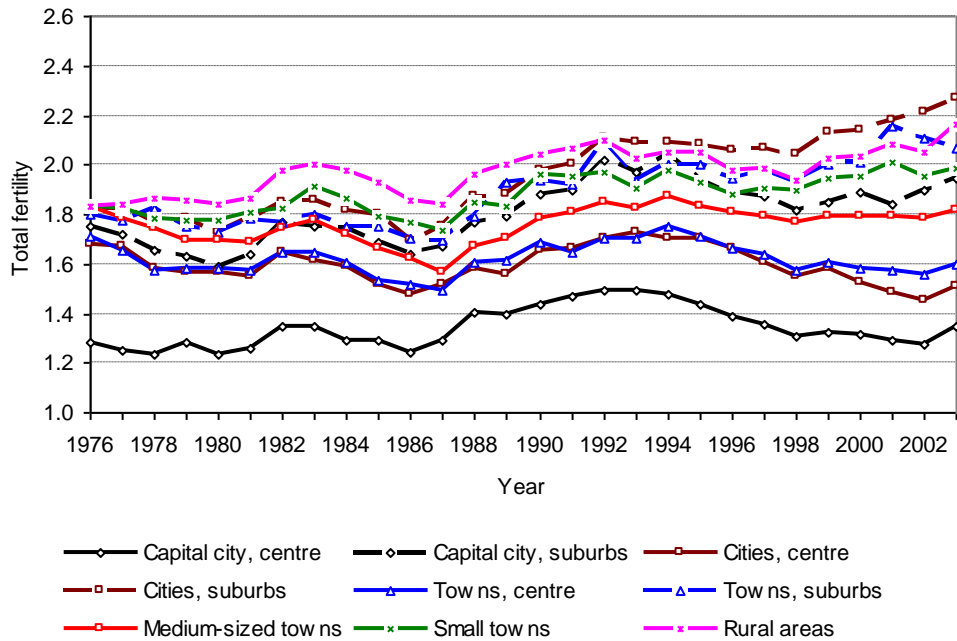 2.6
2.4
2.2
2.0
1.8
1.6
1.4
1.2
1.0
Total fertility
1976 1978 1980 1982 1984 1986 1988 1990 1992 1994 1996 1998 2000 2002
Year
Capital city, centre Capital city, suburbs Cities, centre
Cities, suburbs Tow ns, centre Tow ns, suburbs
Medium-sized tow ns Small tow ns Rural areas